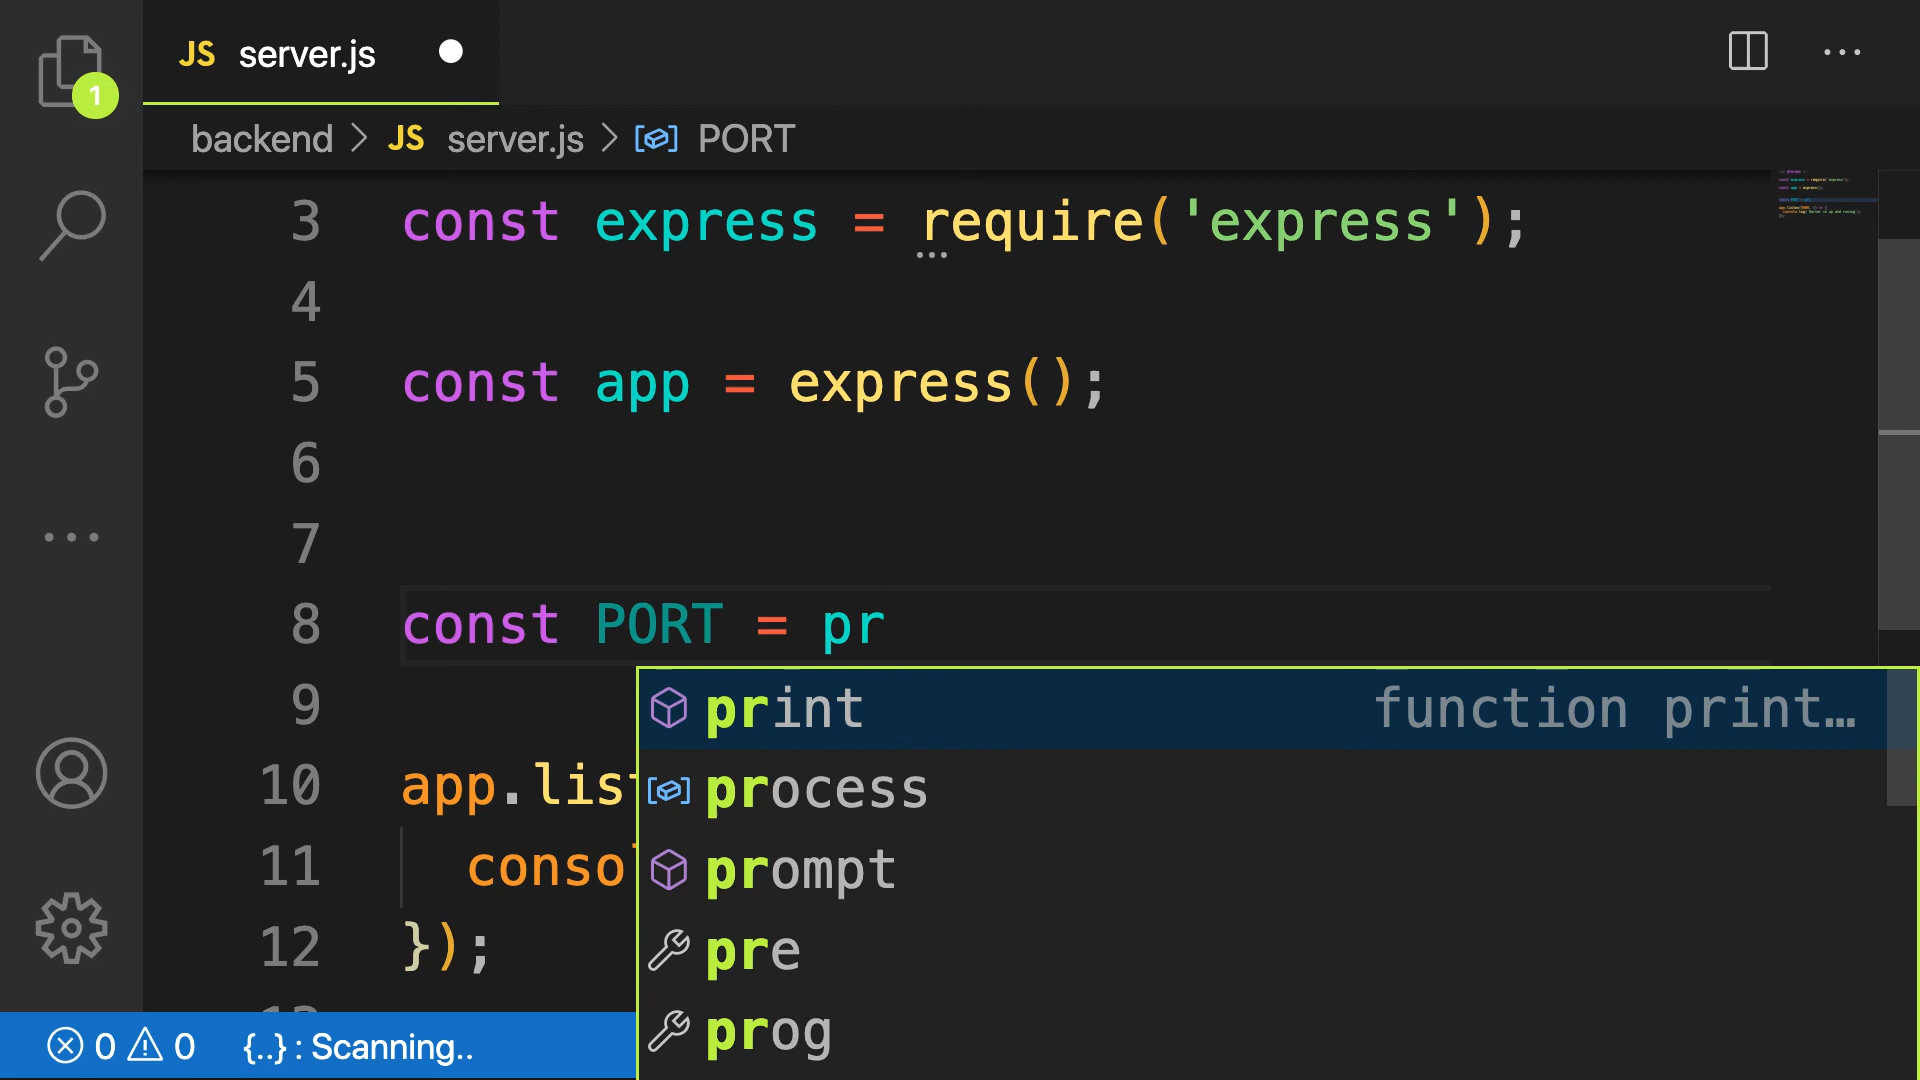 JS server.js
1
backend > JS server.js > PORT
3 const express = require('express');
4
5 const app = express();
6
7
8 const PORT = pr
print function print…
9
process
10 app.lis
prompt
11 conso
pre
12 });
prog
0 0 {..} : Scanning..